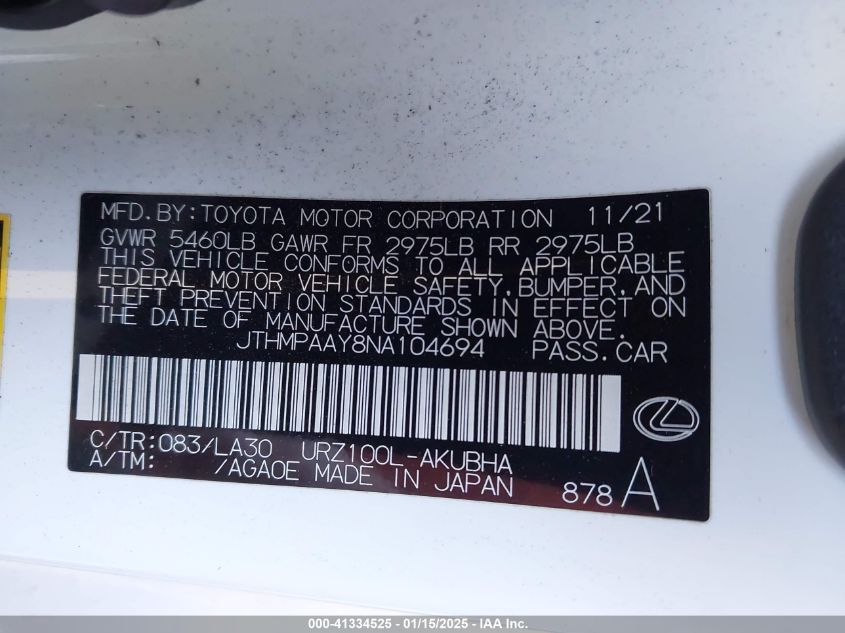 MFD.BY:TOYOTA MOTOR CORPORATION 11/21
GVWR 5460LB GAWR FR 2975LB RR 2975LB
THIS VEHICLE CONFORMS TO ALL APPLICABLE
FEDERAL MOTOR VEHICLE SAFETY,BUMPER,AND
THEFT PREVENTION STANDARDS IN EFFECT ON
THE DATE OF MANUFACTURE SHOWN ABOVE.
JTHMPAAY8NA104694 PASS.CAR
C/TR:083/LA30 URZ100L-AKUBHA
A/TM: /AGA0E MADE IN JAPAN 878 A
000-41334525 - 01/15/2025 - IAA Inc.